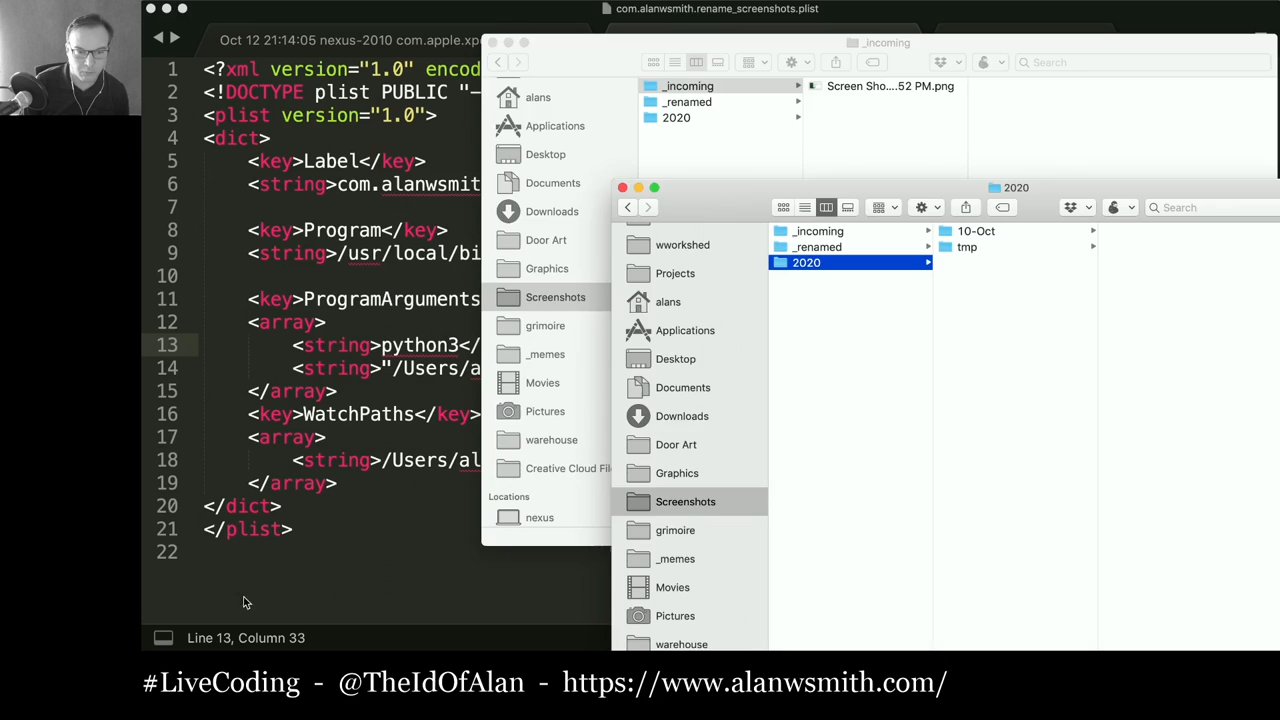 com.alanwsmith.rename_screenshots.plist
Oct 12 21:14:05 nexus-2010 com.apple.xp
1 <?xml version="1.0" encod
2 <!DOCTYPE plist PUBLIC "-
3 <plist version="1.0">
4 <dict>
5 <key>Label</key>
6 <string>com.alanwsmit
7
8 <key>Program</key>
9 <string>/usr/local/bi
10
11 <key>ProgramArguments
12 <array>
13 <string>python3</
14 <string>"/Users/a
15 </array>
16 <key>WatchPaths</key>
17 <array>
18 <string>/Users/al
19 </array>
20 </dict>
21 </plist>
22
Line 13, Column 33
_incoming
Search
alans
Applications
Desktop
Documents
Downloads
Door Art
Graphics
Screenshots
grimoire
_memes
Movies
Pictures
warehouse
Creative Cloud Fil
Locations
nexus
_incoming
_renamed
2020
Screen Sho....52 PM.png
2020
Search
wworkshed
Projects
alans
Applications
Desktop
Documents
Downloads
Door Art
Graphics
Screenshots
grimoire
_memes
Movies
Pictures
warehouse
_incoming
_renamed
2020
10-Oct
tmp
#LiveCoding - @TheIdOfAlan - https://www.alanwsmith.com/